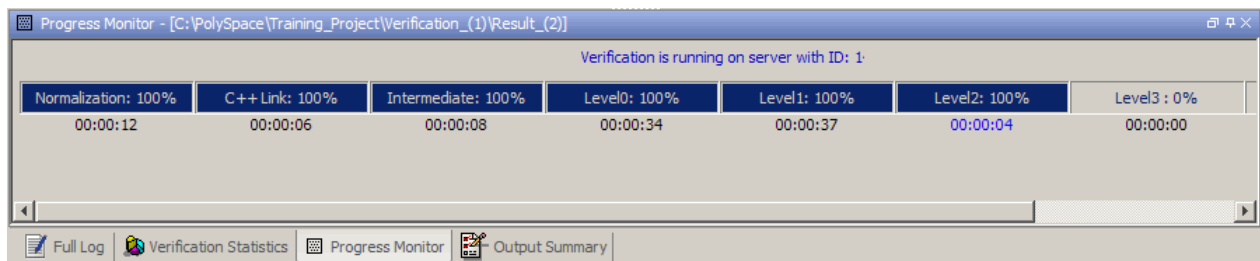 Progress Monitor - [C:\PolySpace\Training_Project\Verification_(1)\Result_(2)]
Verification is running on server with ID: 1
Normalization: 100% C++ Link: 100% Intermediate: 100% Level0: 100% Level1: 100% Level2: 100% Level3 : 0%
00:00:12 00:00:06 00:00:08 00:00:34 00:00:37 00:00:04 00:00:00
Full Log Verification Statistics Progress Monitor Output Summary